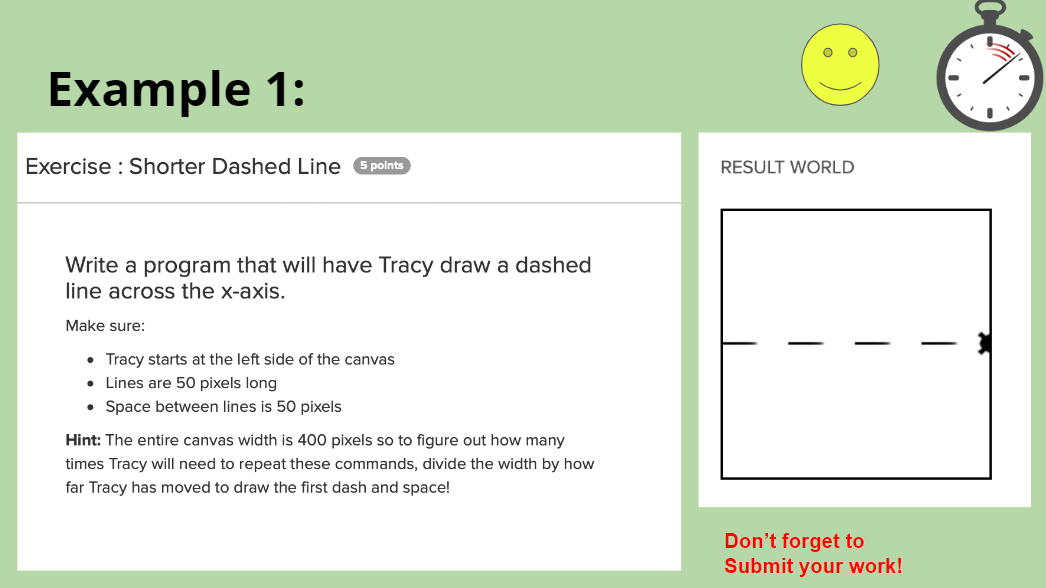 Example 1:
Exercise : Shorter Dashed Line 5 points
Write a program that will have Tracy draw a dashed
line across the x-axis.
Make sure:
• Tracy starts at the left side of the canvas
• Lines are 50 pixels long
• Space between lines is 50 pixels
Hint: The entire canvas width is 400 pixels so to figure out how many
times Tracy will need to repeat these commands, divide the width by how
far Tracy has moved to draw the first dash and space!
RESULT WORLD
Don’t forget to
Submit your work!